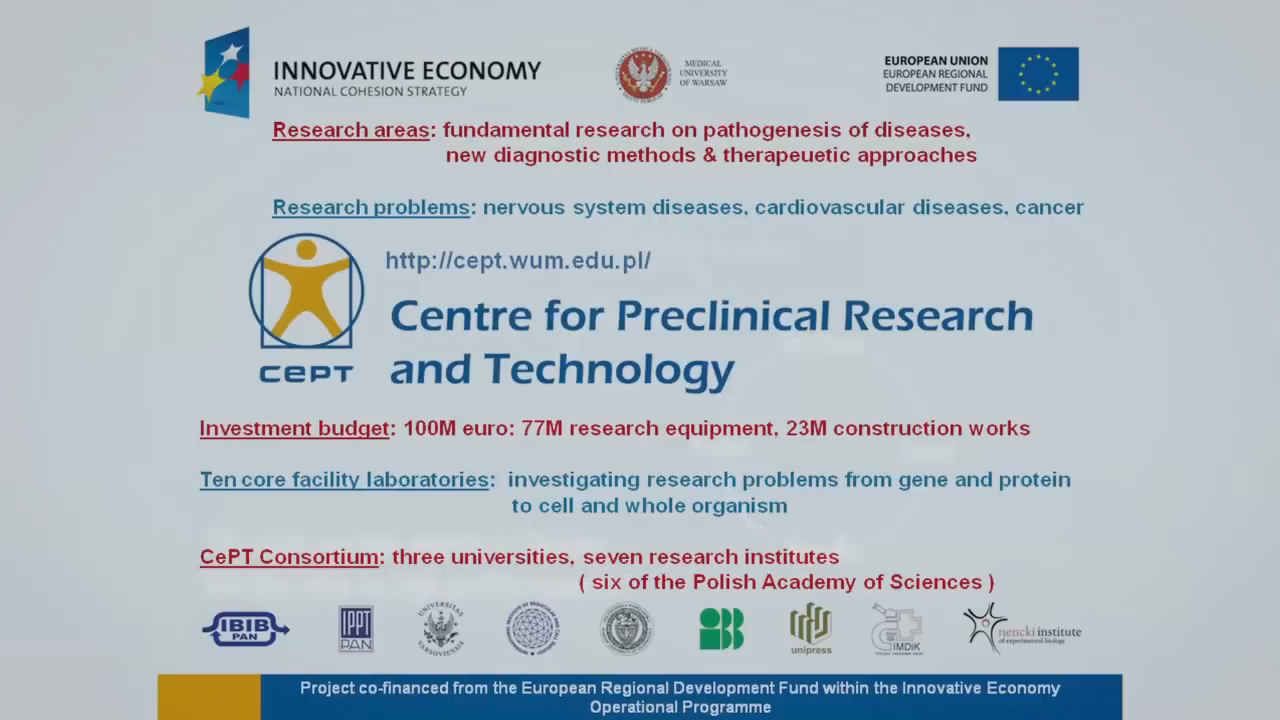 INNOVATIVE ECONOMY
NATIONAL COHESION STRATEGY
MEDICAL
UNIVERSITY
OF WARSAW
EUROPEAN UNION
EUROPEAN REGIONAL
DEVELOPMENT FUND
Research areas: fundamental research on pathogenesis of diseases,
new diagnostic methods & therapeuetic approaches
Research problems: nervous system diseases, cardiovascular diseases, cancer
http://cept.wum.edu.pl/
Centre for Preclinical Research
and Technology
CePT
Investment budget: 100M euro: 77M research equipment, 23M construction works
Ten core facility laboratories: investigating research problems from gene and protein
to cell and whole organism
CePT Consortium: three universities, seven research institutes
( six of the Polish Academy of Sciences )
IBIB
PAN
IPPT
PAN
UNIVERSITAS
VARSOVIENSIS
unipress
IMDiK
nencki institute
of experimental biology
Project co-financed from the European Regional Development Fund within the Innovative Economy
Operational Programme